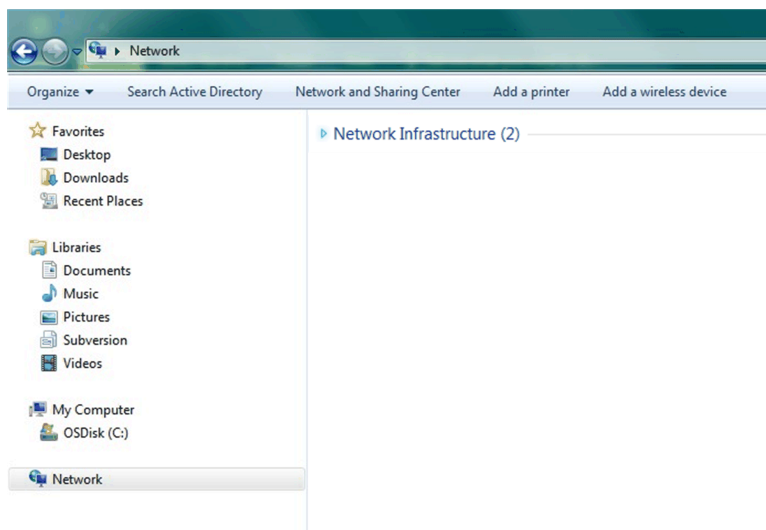 Network
Organize Search Active Directory Network and Sharing Center Add a printer Add a wireless device
Favorites
Desktop
Downloads
Recent Places
Libraries
Documents
Music
Pictures
Subversion
Videos
My Computer
OSDisk (C:)
Network
Network Infrastructure (2)